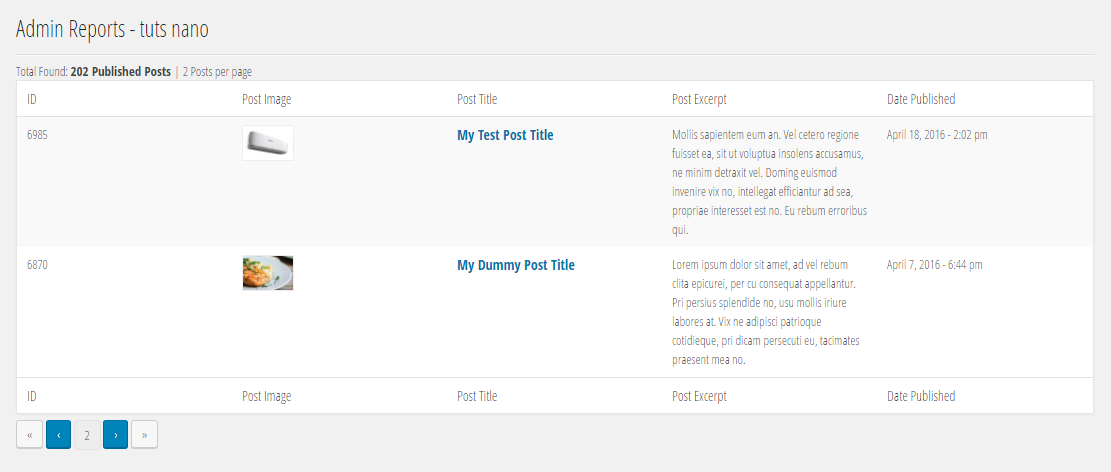 Admin Reports - tuts nano
Total Found: 202 Published Posts | 2 Posts per page
ID Post Image Post Title Post Excerpt Date Published
6985 My Test Post Title Mollis sapientem eum an. Vel cetero regione April 18, 2016 - 2:02 pm
fuisset ea, sit ut voluptua insolens accusamus,
ne minim detraxit vel. Doming euismod
invenire vix no, intellegat efficiantur ad sea,
propriae interesset est no. Eu rebum erroribus
qui.
6870 My Dummy Post Title Lorem ipsum dolor sit amet, ad vel rebum April 7, 2016 - 6:44 pm
clita epicurei, per cu consequat appellantur.
Pri persius splendide no, usu mollis iriure
labores at. Vix ne adipisci patrioque
cotidieque, pri dicam persecuti eu, tacimates
praesent mea no.
ID Post Image Post Title Post Excerpt Date Published
« ‹ 2 › »